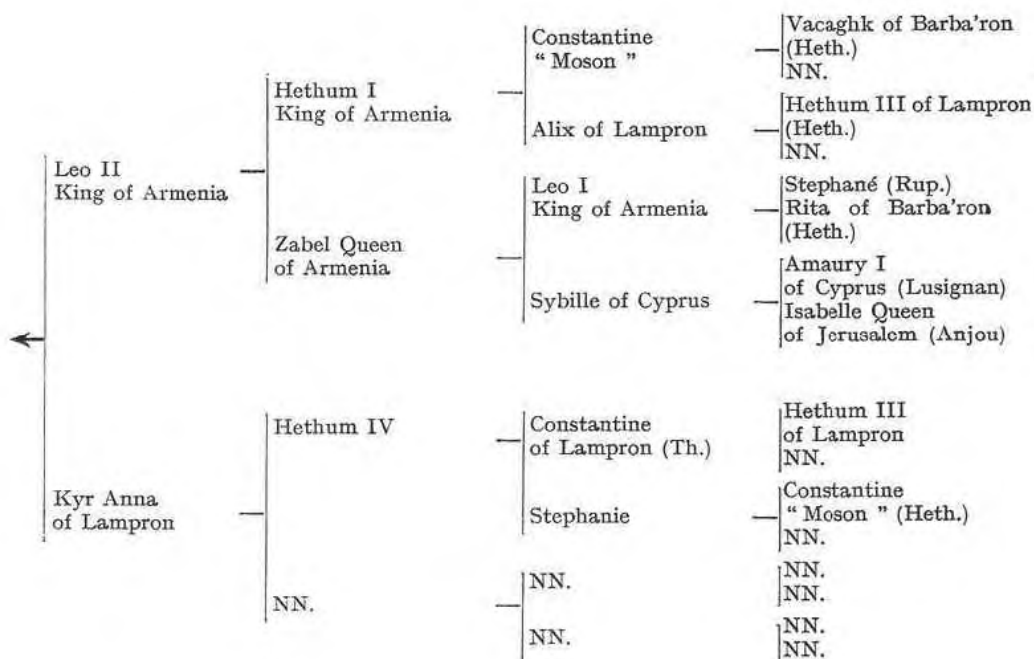 Leo II
King of Armenia
Kyr Anna
of Lampron
Hethum I
King of Armenia
Zabel Queen
of Armenia
Hethum IV
NN.
Constantine
“ Moson ”
Alix of Lampron
Leo I
King of Armenia
Sybille of Cyprus
Constantine
of Lampron (Th.)
Stephanie
NN.
NN.
Vacaghk of Barba'ron
(Heth.)
NN.
Hethum III of Lampron
(Heth.)
NN.
Stephané (Rup.)
Rita of Barba'ron
(Heth.)
Amaury I
of Cyprus (Lusignan)
Isabelle Queen
of Jerusalem (Anjou)
Hethum III
of Lampron
NN.
Constantine
“ Moson ” (Heth.)
NN.
NN.
NN.
NN.
NN.